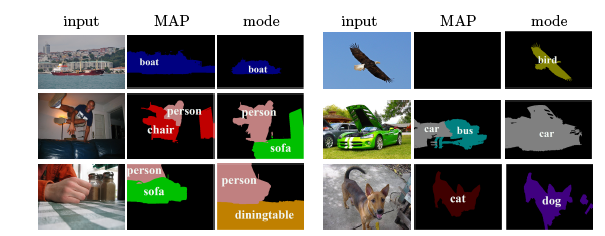 input MAP mode input MAP mode
boat boat bird
person chair person sofa car bus car
person sofa person diningtable cat dog